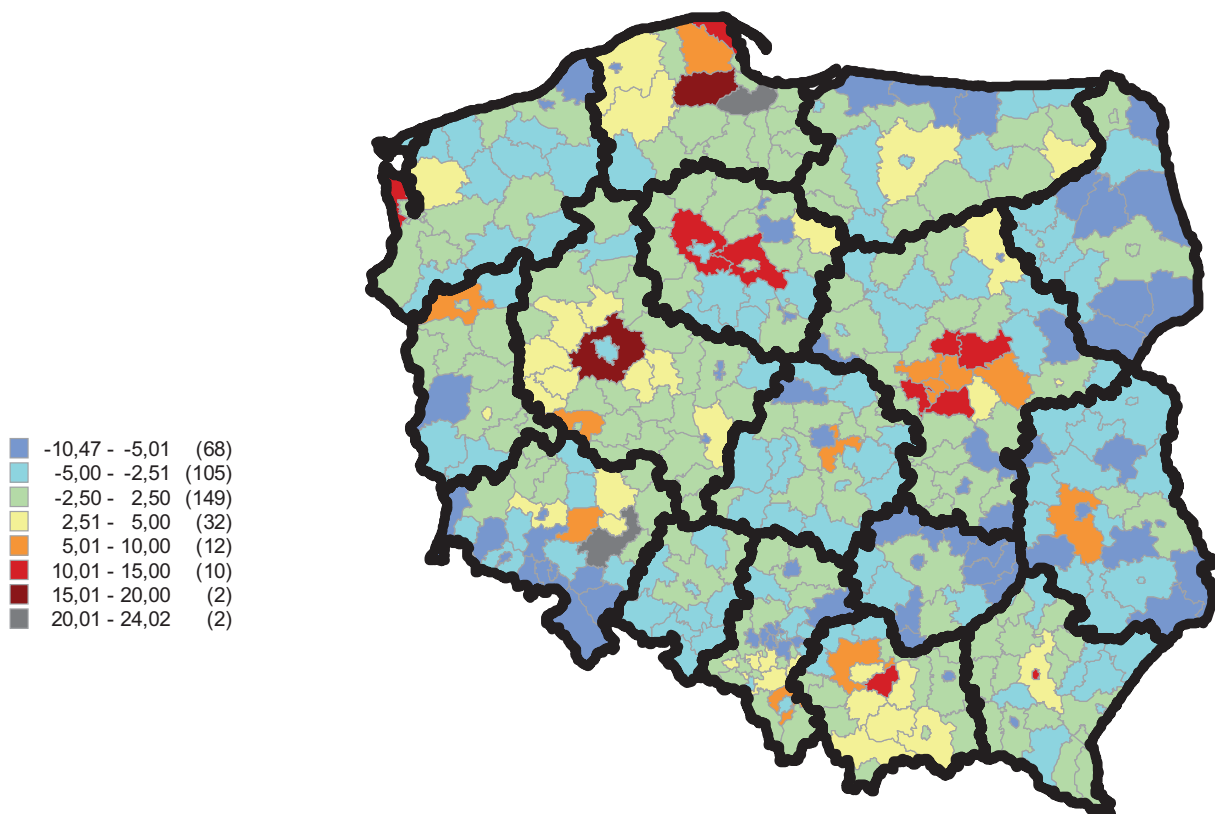 -10,47 - -5,01 (68)
-5,00 - -2,51 (105)
-2,50 - 2,50 (149)
2,51 - 5,00 (32)
5,01 - 10,00 (12)
10,01 - 15,00 (10)
15,01 - 20,00 (2)
20,01 - 24,02 (2)